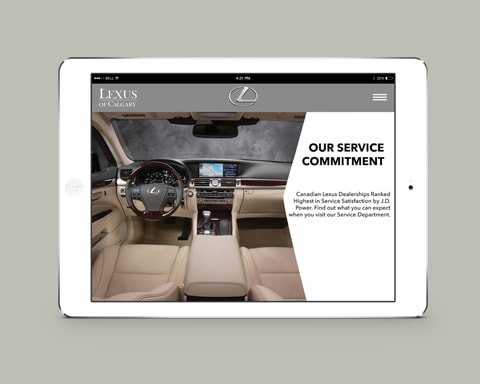 BELL
4:21 PM
LEXUS
OF CALGARY
OUR SERVICE
COMMITMENT
Canadian Lexus Dealerships Ranked
Highest in Service Satisfaction by J.D.
Power. Find out what you can expect
when you visit our Service Department.